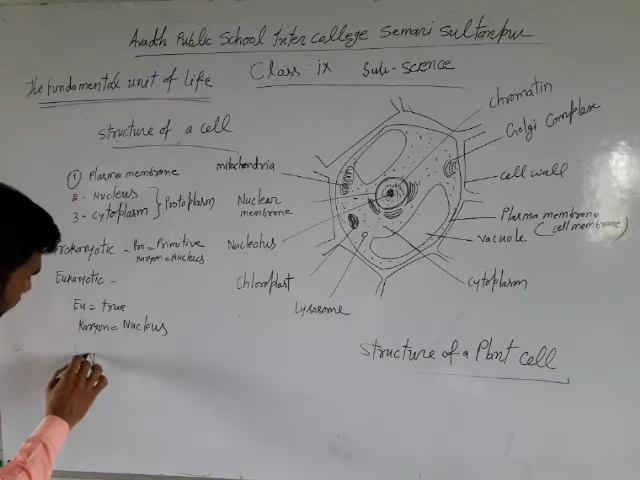 Avadh Public School Inter college Semari Sultanpur
Class-ix Sub-science
The fundamental unit of Life
Structure of a cell
① Plasma membrane
2 - Nucleus
3 - Cytoplasm
Protoplasm
Prokaryotic - Pro = Primitive
Karyon = Nucleus
Eukaryotic -
Eu = true
Karyon = Nucleus
mitochondria
Nuclear
membrane
Nucleolus
Chloroplast
Lysosome
chromatin
Golgi Complex
cell wall
Plasma membrane
(cell membrane)
vacuole
cytoplasm
Structure of a Plant cell